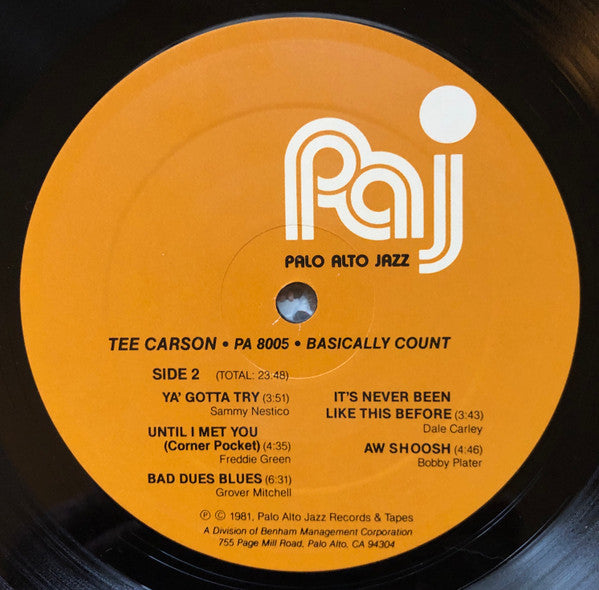 Paj
PALO ALTO JAZZ
TEE CARSON • PA 8005 • BASICALLY COUNT
SIDE 2 (TOTAL: 23:48)
YA' GOTTA TRY (3:51)
Sammy Nestico
UNTIL I MET YOU
(Corner Pocket) (4:35)
Freddie Green
BAD DUES BLUES (6:31)
Grover Mitchell
IT'S NEVER BEEN
LIKE THIS BEFORE (3:43)
Dale Carley
AW SHOOSH (4:46)
Bobby Plater
℗ © 1981, Palo Alto Jazz Records & Tapes
A Division of Benham Management Corporation
755 Page Mill Road, Palo Alto, CA 94304